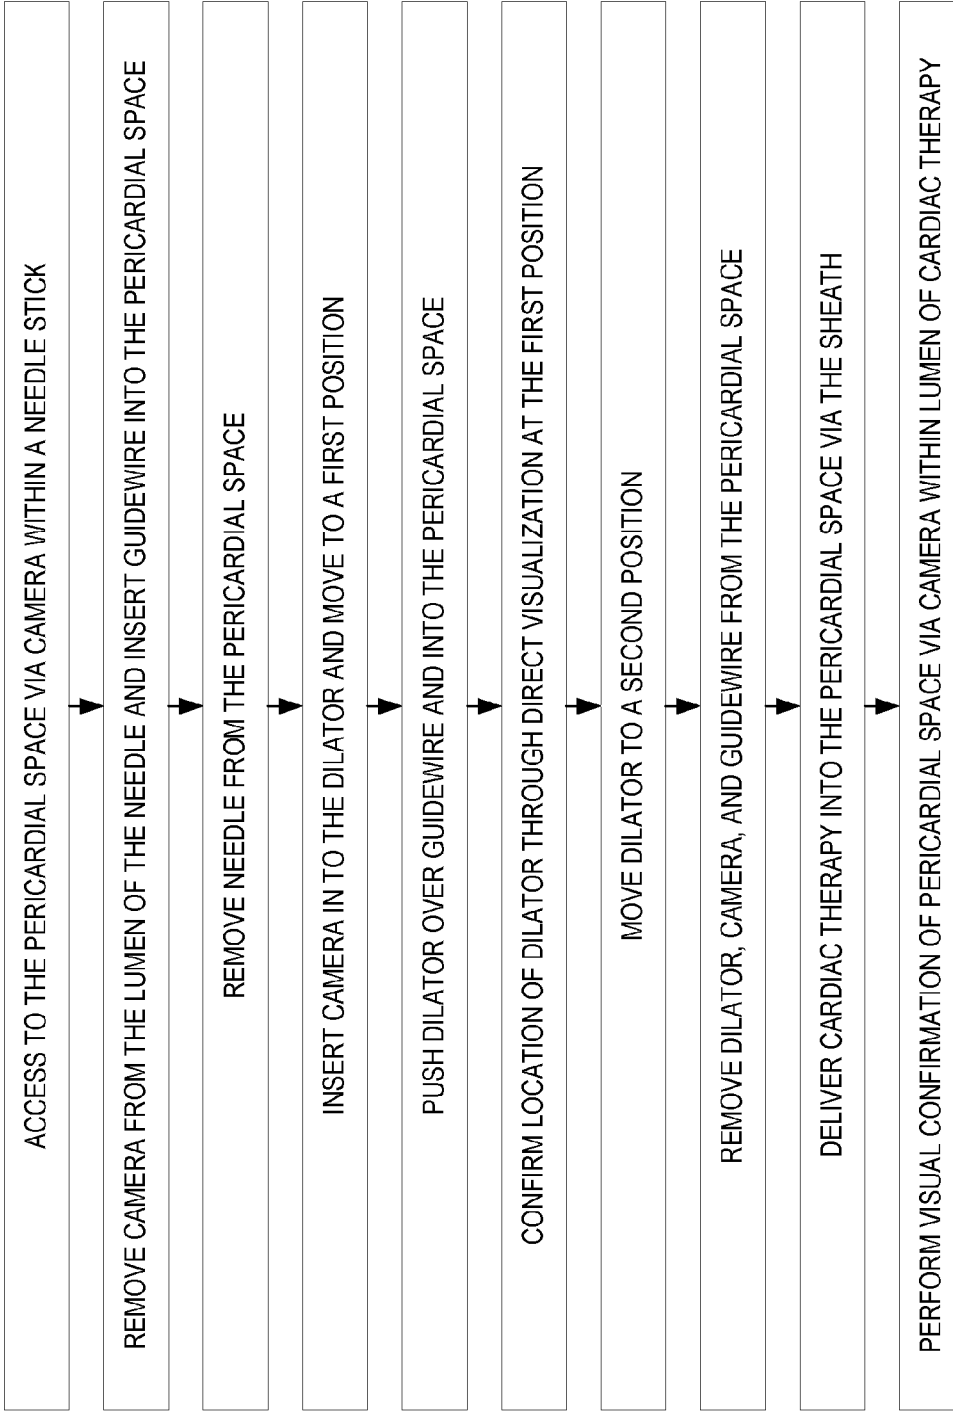 ACCESS TO THE PERICARDIAL SPACE VIA CAMERA WITHIN A NEEDLE STICK
REMOVE CAMERA FROM THE LUMEN OF THE NEEDLE AND INSERT GUIDEWIRE INTO THE PERICARDIAL SPACE
REMOVE NEEDLE FROM THE PERICARDIAL SPACE
INSERT CAMERA IN TO THE DILATOR AND MOVE TO A FIRST POSITION
PUSH DILATOR OVER GUIDEWIRE AND INTO THE PERICARDIAL SPACE
CONFIRM LOCATION OF DILATOR THROUGH DIRECT VISUALIZATION AT THE FIRST POSITION
MOVE DILATOR TO A SECOND POSITION
REMOVE DILATOR, CAMERA, AND GUIDEWIRE FROM THE PERICARDIAL SPACE
DELIVER CARDIAC THERAPY INTO THE PERICARDIAL SPACE VIA THE SHEATH
PERFORM VISUAL CONFIRMATION OF PERICARDIAL SPACE VIA CAMERA WITHIN LUMEN OF CARDIAC THERAPY